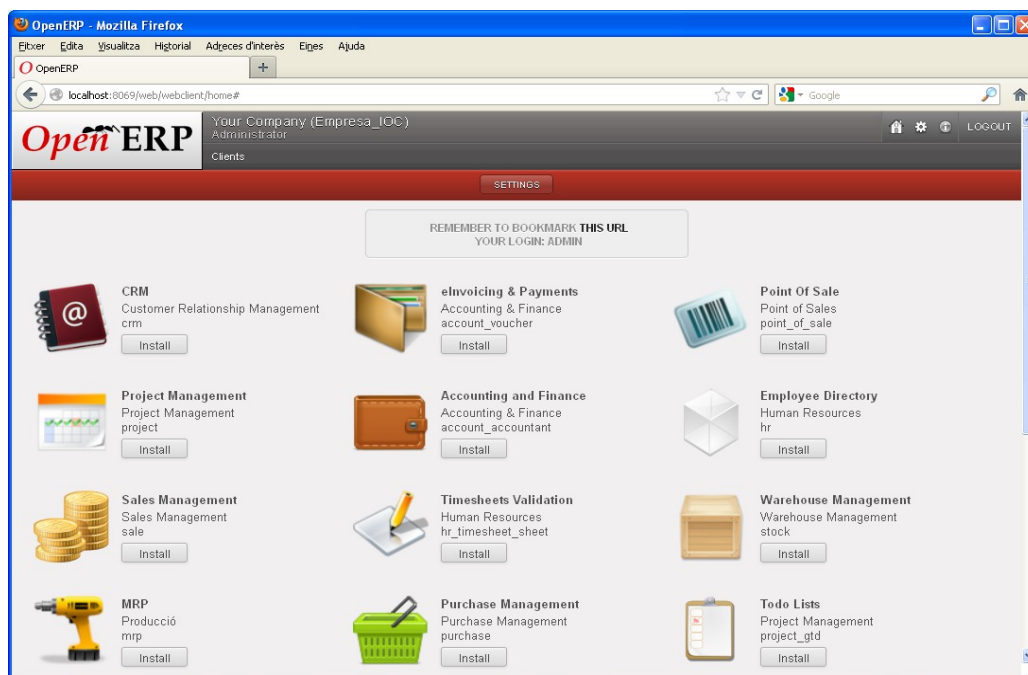 OpenERP - Mozilla Firefox
Fitxer Edita Visualitza Historial Adreces d'interès Eines Ajuda
OpenERP
localhost:8069/web/webclient/home#
Google
Open ERP
Your Company (Empresa_IOC)
Administrator
Clients
LOGOUT
SETTINGS
REMEMBER TO BOOKMARK THIS URL
YOUR LOGIN: ADMIN
CRM
Customer Relationship Management
crm
Install
eInvoicing & Payments
Accounting & Finance
account_voucher
Install
Point Of Sale
Point of Sales
point_of_sale
Install
Project Management
Project Management
project
Install
Accounting and Finance
Accounting & Finance
account_accountant
Install
Employee Directory
Human Resources
hr
Install
Sales Management
Sales Management
sale
Install
Timesheets Validation
Human Resources
hr_timesheet_sheet
Install
Warehouse Management
Warehouse Management
stock
Install
MRP
Producció
mrp
Install
Purchase Management
Purchase Management
purchase
Install
Todo Lists
Project Management
project_gtd
Install